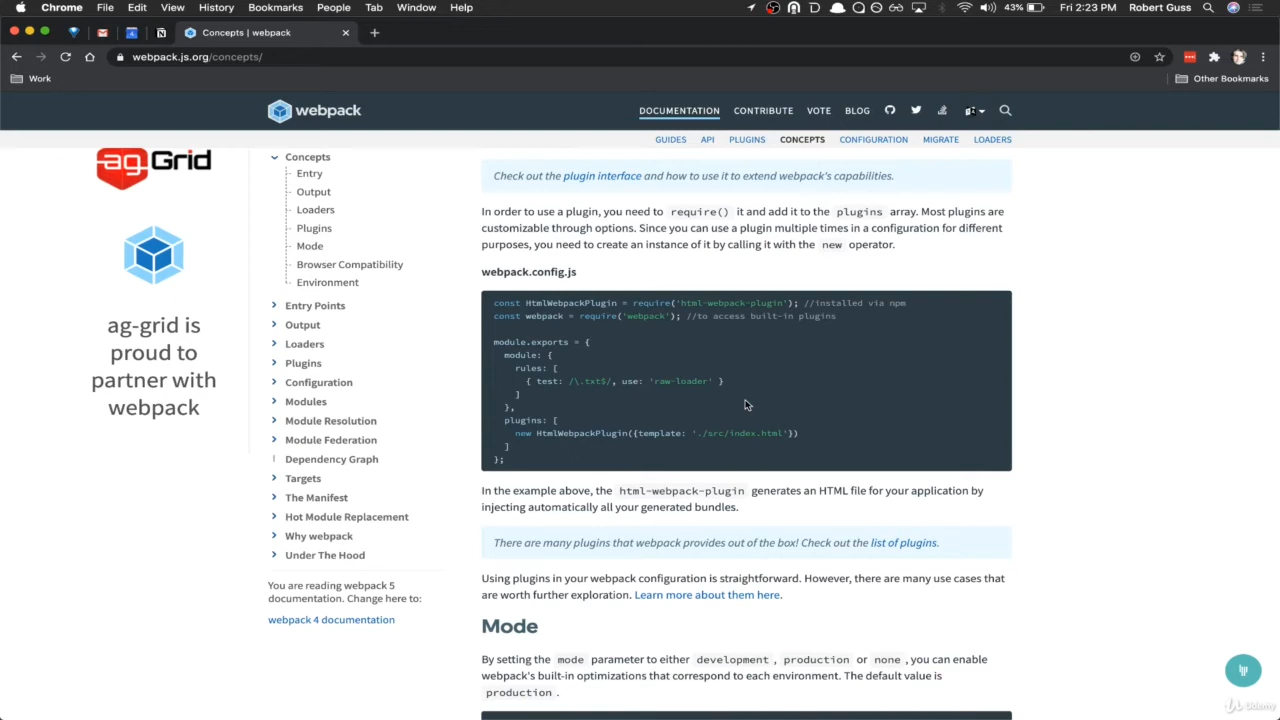 Chrome File Edit View History Bookmarks People Tab Window Help 43% Fri 2:23 PM Robert Guss
Concepts | webpack
webpack.js.org/concepts/
Work
Other Bookmarks
webpack
DOCUMENTATION CONTRIBUTE VOTE BLOG
GUIDES API PLUGINS CONCEPTS CONFIGURATION MIGRATE LOADERS
ag Grid
ag-grid is
proud to
partner with
webpack
Concepts
Entry
Output
Loaders
Plugins
Mode
Browser Compatibility
Environment
Entry Points
Output
Loaders
Plugins
Configuration
Modules
Module Resolution
Module Federation
Dependency Graph
Targets
The Manifest
Hot Module Replacement
Why webpack
Under The Hood
You are reading webpack 5
documentation. Change here to:
webpack 4 documentation
Check out the plugin interface and how to use it to extend webpack's capabilities.
In order to use a plugin, you need to require() it and add it to the plugins array. Most plugins are
customizable through options. Since you can use a plugin multiple times in a configuration for different
purposes, you need to create an instance of it by calling it with the new operator.
webpack.config.js
const HtmlWebpackPlugin = require('html-webpack-plugin'); //installed via npm
const webpack = require('webpack'); //to access built-in plugins
module.exports = {
module: {
rules: [
{ test: /\.txt$/, use: 'raw-loader' }
]
},
plugins: [
new HtmlWebpackPlugin({template: './src/index.html'})
]
};
In the example above, the html-webpack-plugin generates an HTML file for your application by
injecting automatically all your generated bundles.
There are many plugins that webpack provides out of the box! Check out the list of plugins.
Using plugins in your webpack configuration is straightforward. However, there are many use cases that
are worth further exploration. Learn more about them here.
Mode
By setting the mode parameter to either development, production or none, you can enable
webpack's built-in optimizations that correspond to each environment. The default value is
production.
Udemy